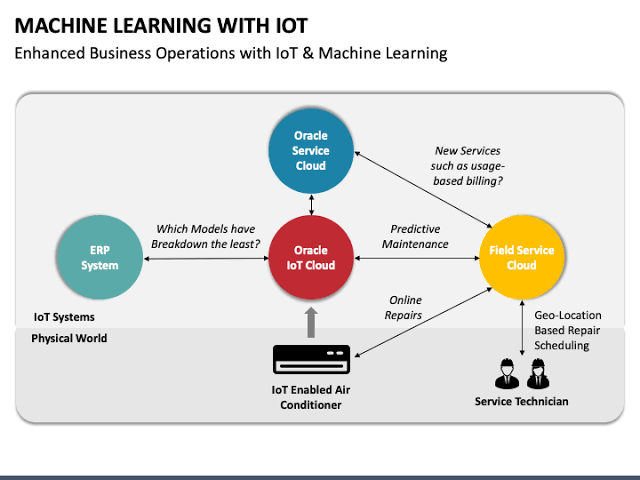 MACHINE LEARNING WITH IOT
Enhanced Business Operations with IoT & Machine Learning
Oracle
Service
Cloud
New Services
such as usage-
based billing?
ERP
System
Which Models have
Breakdown the least?
Oracle
IoT Cloud
Predictive
Maintenance
Field Service
Cloud
Online
Repairs
IoT Systems
Physical World
Geo-Location
Based Repair
Scheduling
IoT Enabled Air
Conditioner
Service Technician